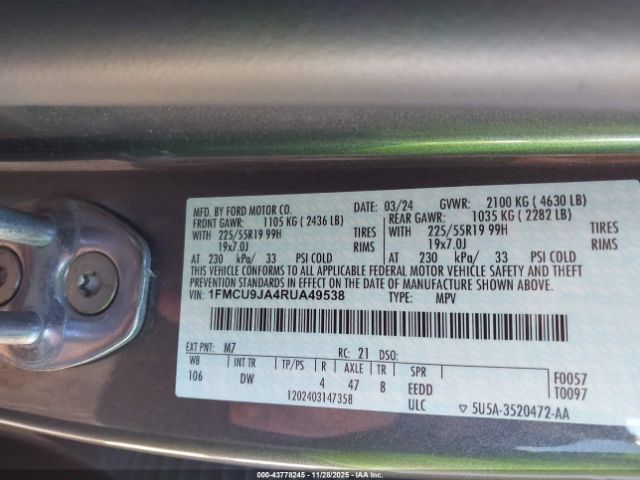 MFD. BY FORD MOTOR CO. DATE: 03/24 GVWR: 2100 KG ( 4630 LB)
FRONT GAWR: 1105 KG ( 2436 LB) REAR GAWR: 1035 KG ( 2282 LB)
WITH 225/55R19 99H TIRES WITH 225/55R19 99H TIRES
19x7.0J RIMS 19x7.0J RIMS
AT 230 kPa/ 33 PSI COLD AT 230 kPa/ 33 PSI COLD
THIS VEHICLE CONFORMS TO ALL APPLICABLE FEDERAL MOTOR VEHICLE SAFETY AND THEFT
PREVENTION STANDARDS IN EFFECT ON THE DATE OF MANUFACTURE SHOWN ABOVE.
VIN: 1FMCU9JA4RUA49538 TYPE: MPV
EXT PNT: M7 RC: 21 DSO:
WB INT TR TP/PS R AXLE TR SPR F0057
106 DW 4 47 8 EEDD T0097
1202403147358 ULC ▽ 5U5A-3520472-AA
© IAA - 43778245 - 11/28/2025 - IAAI.COM